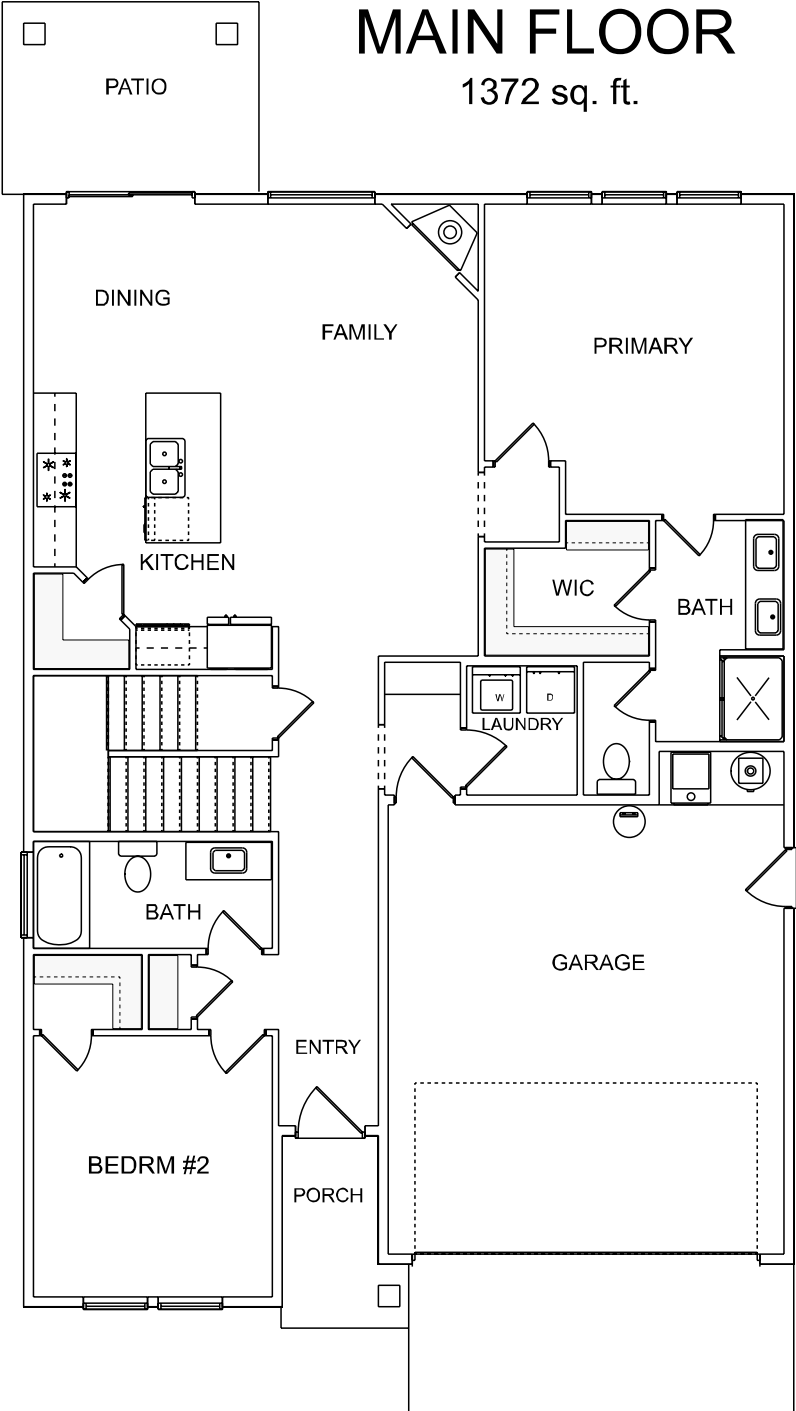 MAIN FLOOR
1372 sq. ft.
PATIO
DINING
FAMILY
PRIMARY
KITCHEN
WIC
BATH
W
D
LAUNDRY
BATH
GARAGE
ENTRY
BEDRM #2
PORCH